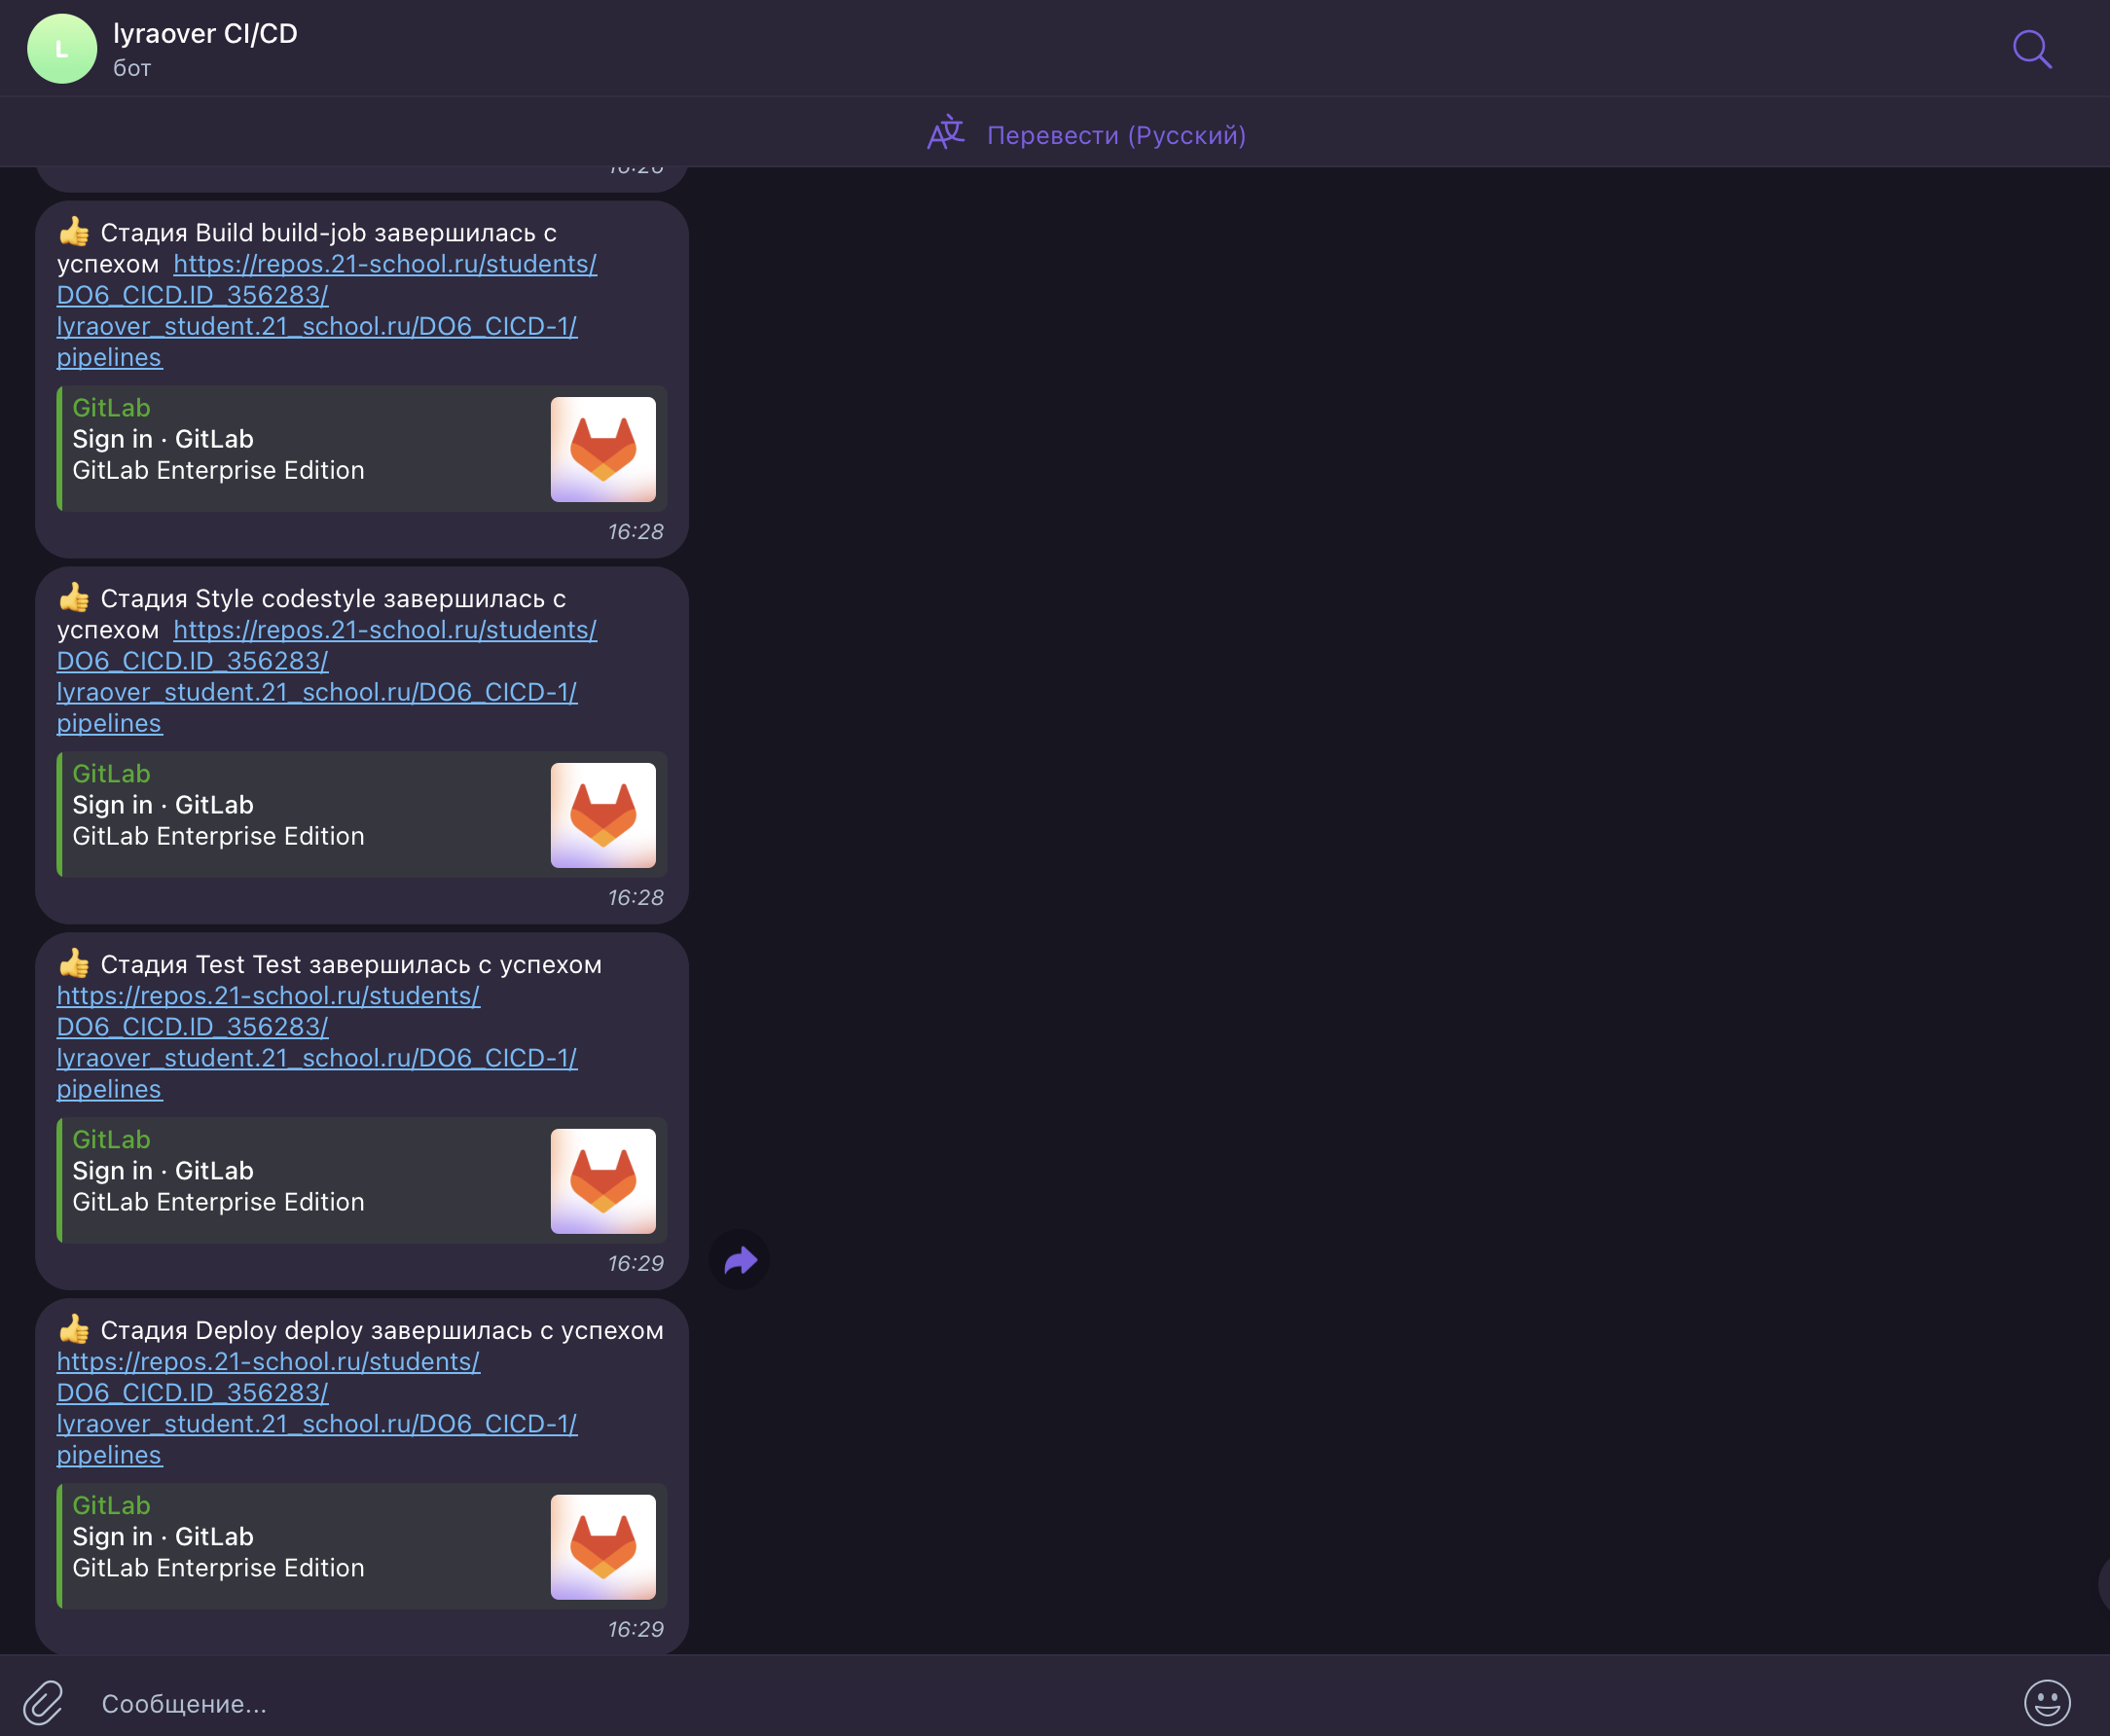 L
lyraover CI/CD
бот
Перевести (Русский)
👍 Стадия Build build-job завершилась с
успехом https://repos.21-school.ru/students/
DO6_CICD.ID_356283/
lyraover_student.21_school.ru/DO6_CICD-1/
pipelines
GitLab
Sign in · GitLab
GitLab Enterprise Edition
16:28
👍 Стадия Style codestyle завершилась с
успехом https://repos.21-school.ru/students/
DO6_CICD.ID_356283/
lyraover_student.21_school.ru/DO6_CICD-1/
pipelines
GitLab
Sign in · GitLab
GitLab Enterprise Edition
16:28
👍 Стадия Test Test завершилась с успехом
https://repos.21-school.ru/students/
DO6_CICD.ID_356283/
lyraover_student.21_school.ru/DO6_CICD-1/
pipelines
GitLab
Sign in · GitLab
GitLab Enterprise Edition
16:29
👍 Стадия Deploy deploy завершилась с успехом
https://repos.21-school.ru/students/
DO6_CICD.ID_356283/
lyraover_student.21_school.ru/DO6_CICD-1/
pipelines
GitLab
Sign in · GitLab
GitLab Enterprise Edition
16:29
Сообщение...